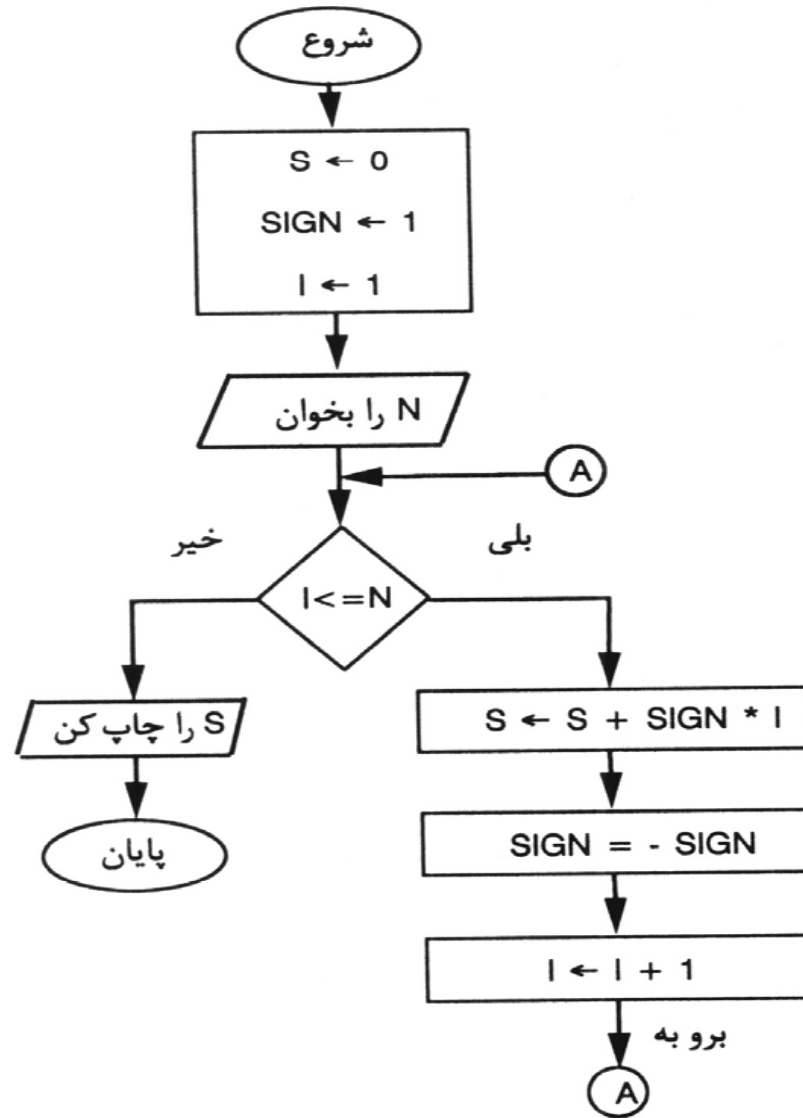 شروع
S ← 0
SIGN ← 1
I ← 1
N را بخوان
A
خیر
بلی
I<=N
S را چاپ کن
S ← S + SIGN * I
پایان
SIGN = - SIGN
I ← I + 1
برو به
A